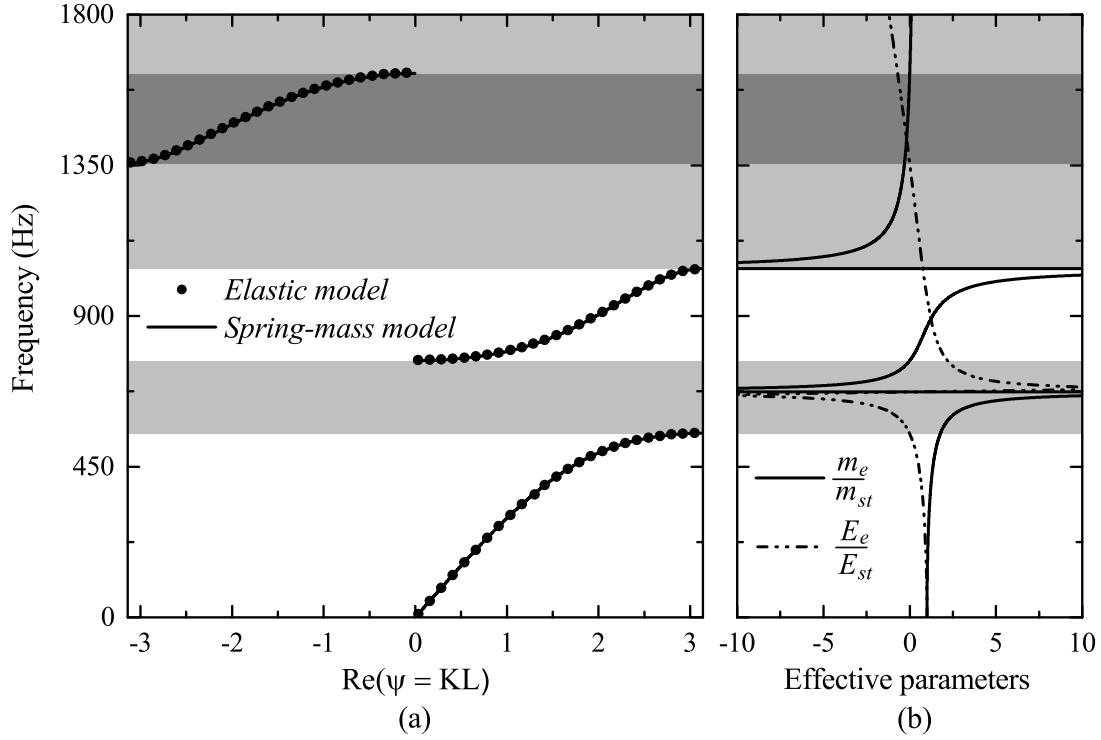 1800
1350
900
450
0
Frequency (Hz)
Elastic model
Spring-mass model
-3 -2 -1 0 1 2 3
Re(ψ = KL)
(a)
m_e
m_st
E_e
E_st
-10 -5 0 5 10
Effective parameters
(b)